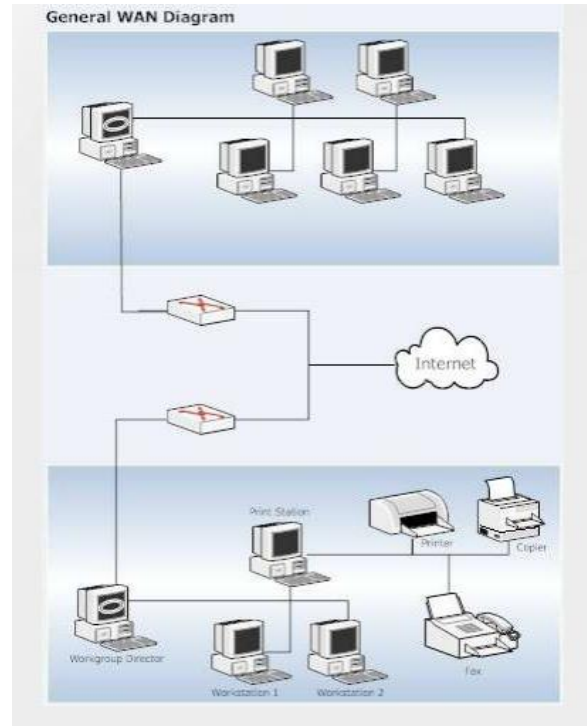 General WAN Diagram
Internet
Print Station
Printer
Copier
Workgroup Director
Workstation 1
Workstation 2
Fax